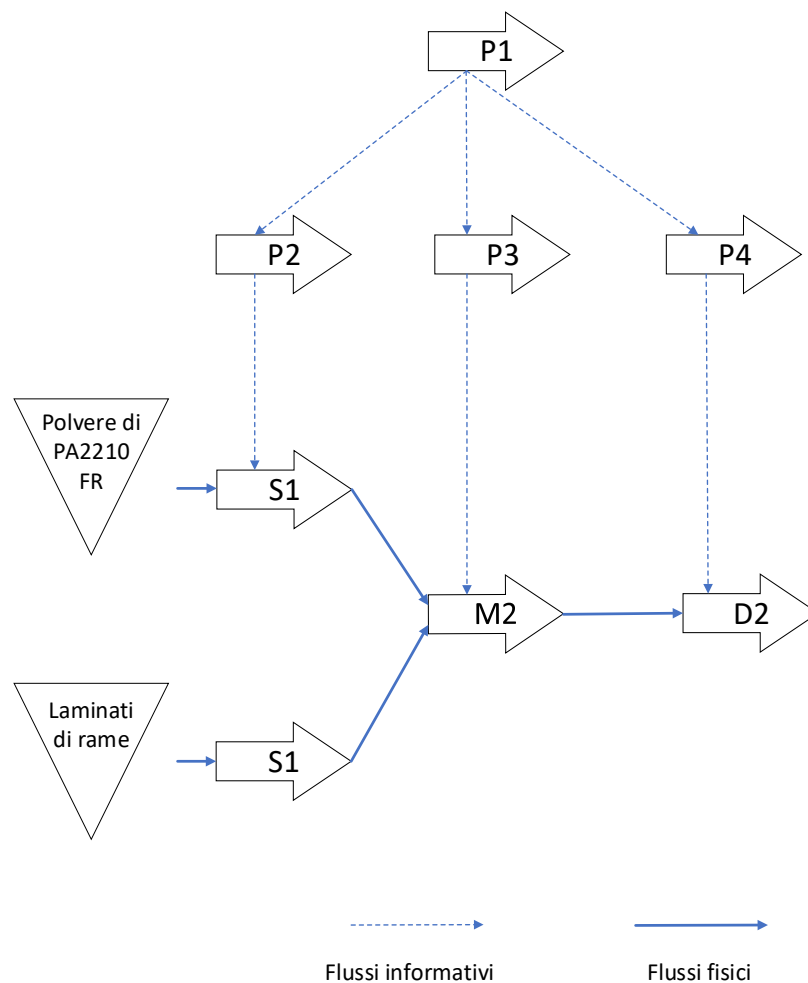 P1
P2
P3
P4
Polvere di
PA2210
FR
S1
M2
D2
Laminati
di rame
S1
Flussi informativi
Flussi fisici